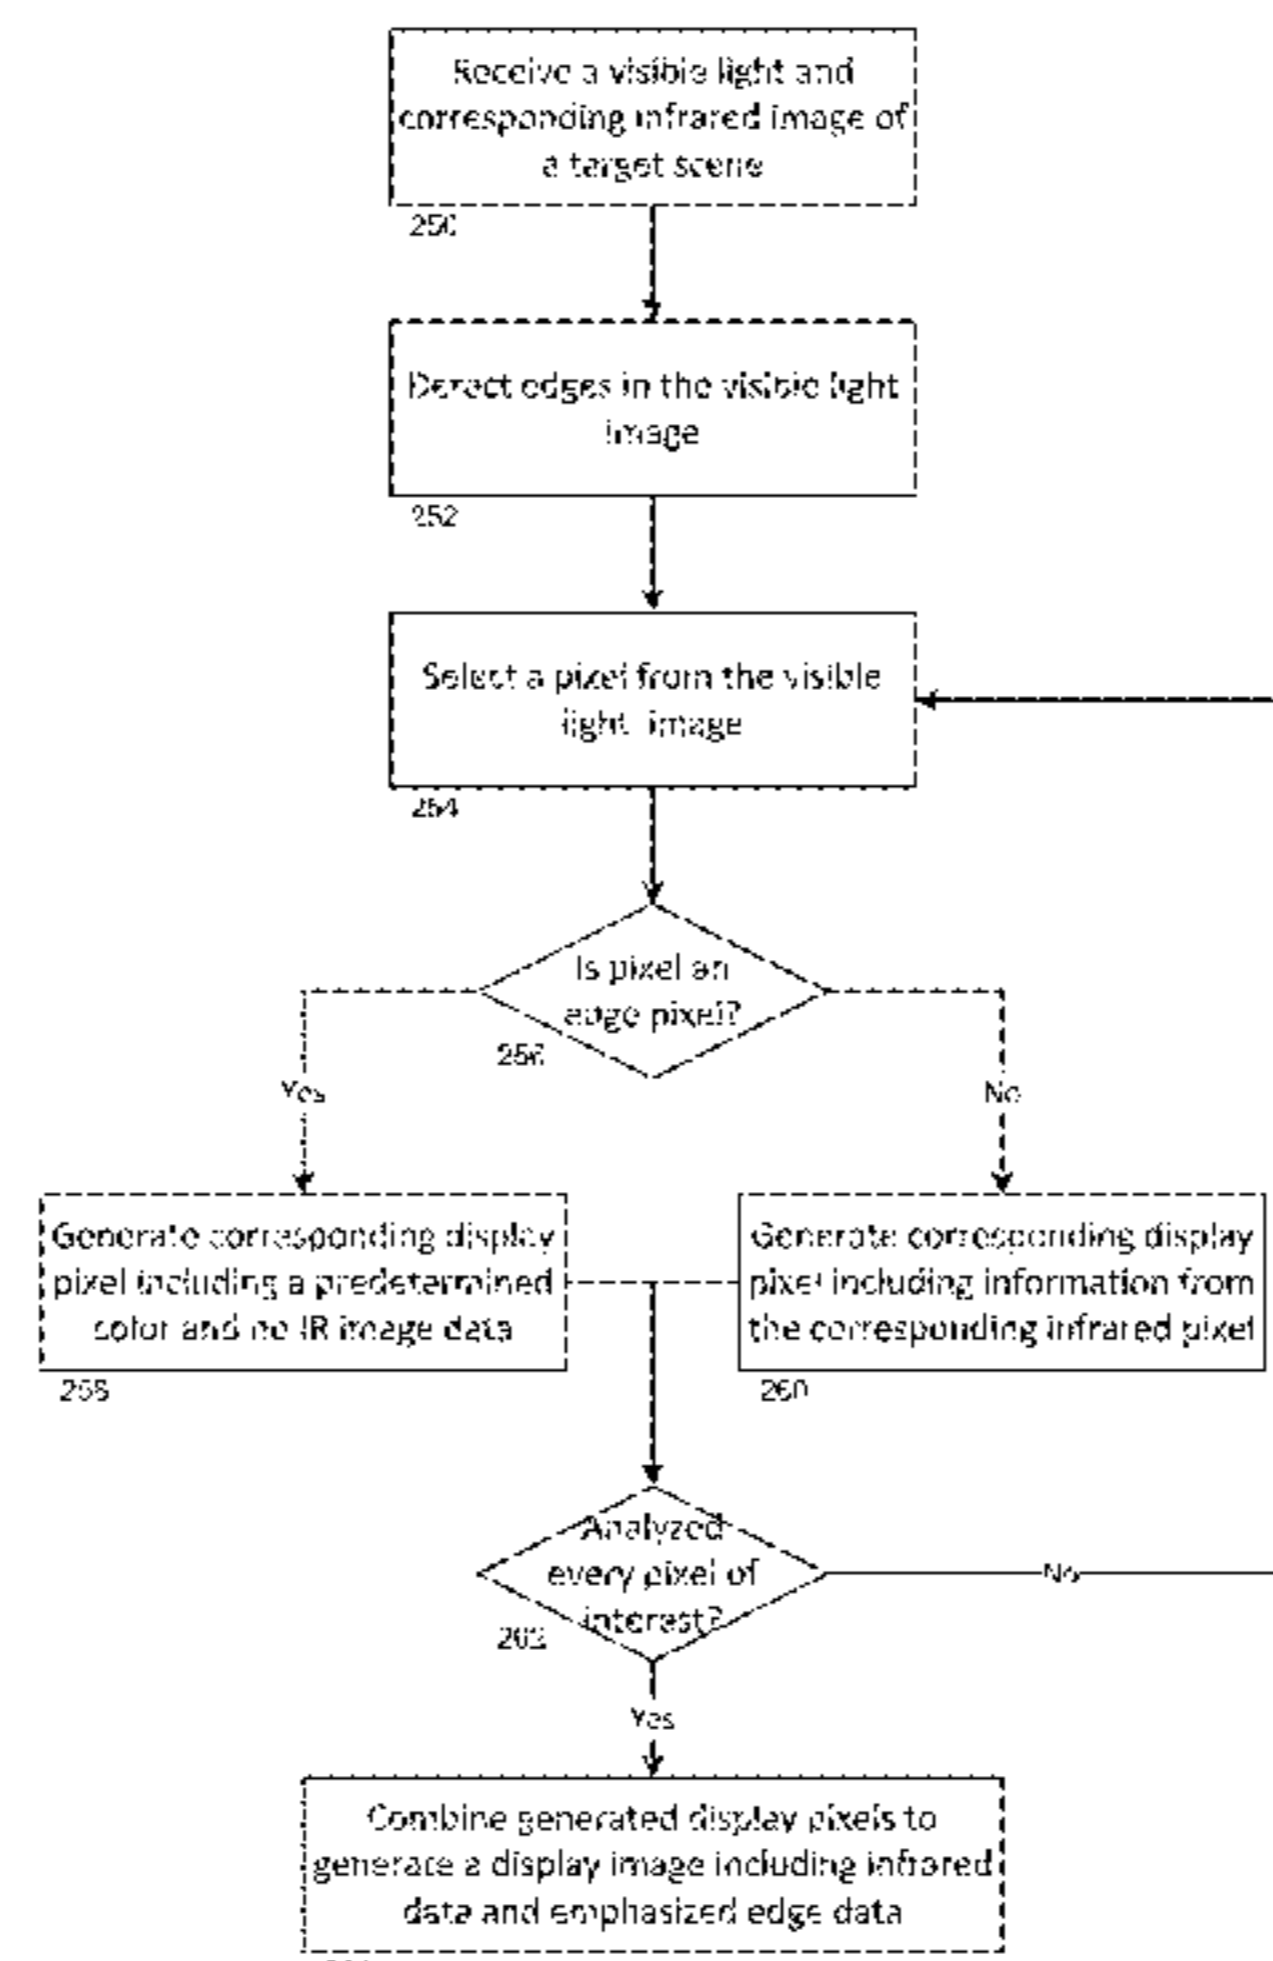 Receive a visible light and
corresponding infrared image of
a target scene
250
Detect edges in the visible light
image
252
Select a pixel from the visible
light image
254
Is pixel an
edge pixel?
256
Yes
No
Generate corresponding display
pixel including a predetermined
color and no IR image data
258
Generate corresponding display
pixel including information from
the corresponding infrared pixel
260
Analyzed
every pixel of
interest?
262
No
Yes
Combine generated display pixels to
generate a display image including infrared
data and emphasized edge data